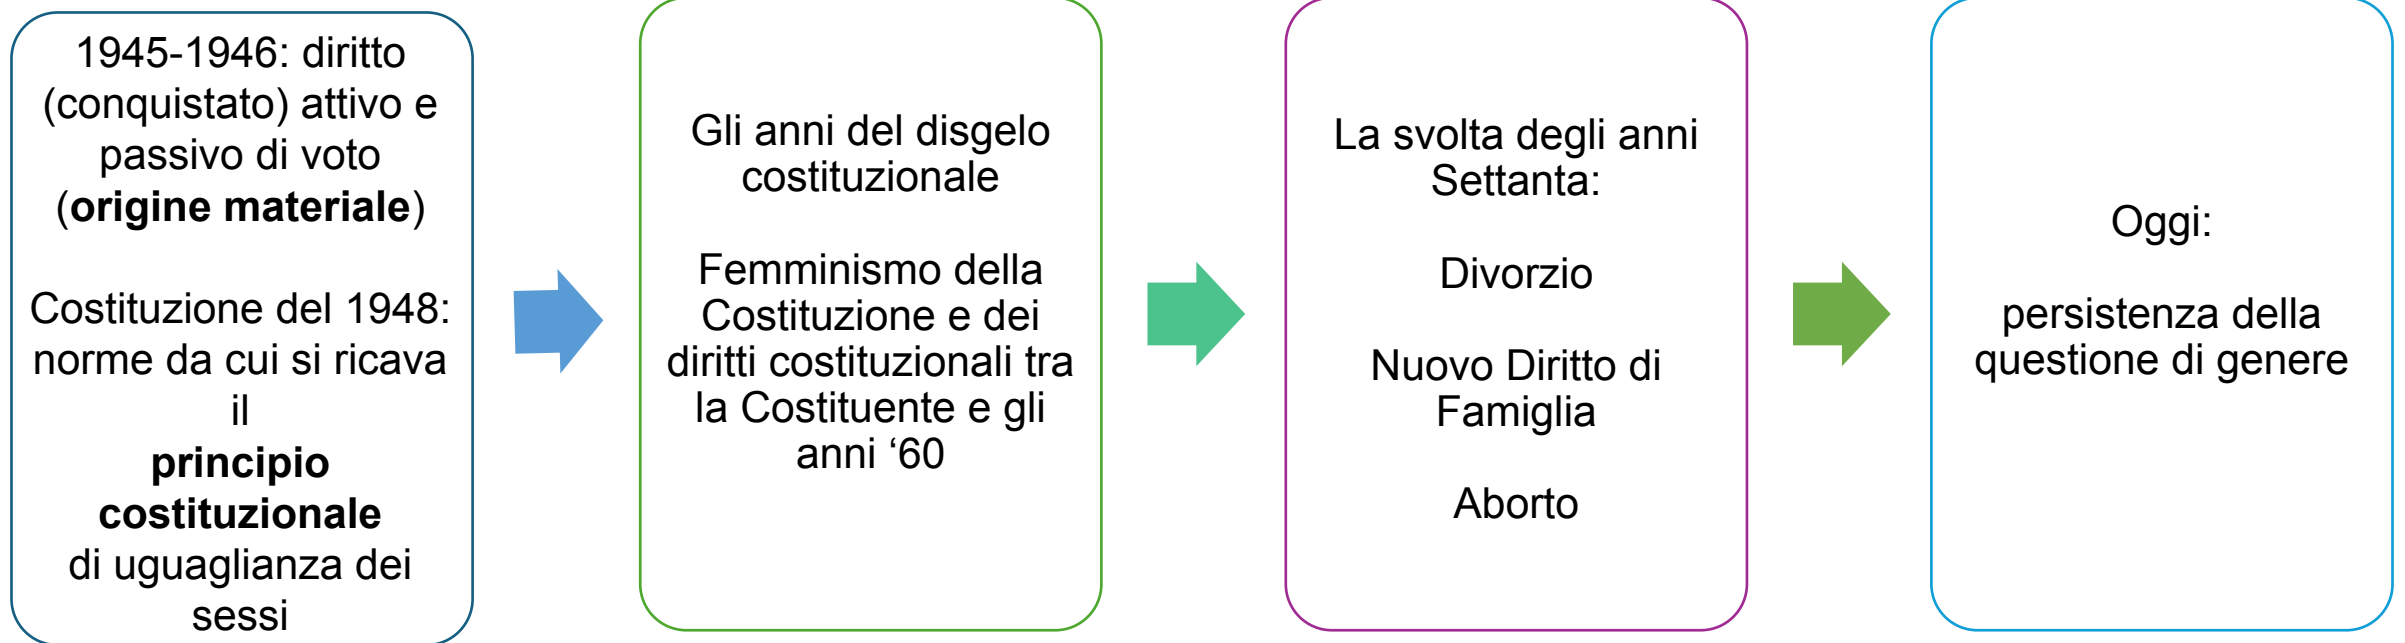 1945-1946: diritto
(conquistato) attivo e
passivo di voto
(origine materiale)
Costituzione del 1948:
norme da cui si ricava
il
principio
costituzionale
di uguaglianza dei
sessi
Gli anni del disgelo
costituzionale
Femminismo della
Costituzione e dei
diritti costituzionali tra
la Costituente e gli
anni ‘60
La svolta degli anni
Settanta:
Divorzio
Nuovo Diritto di
Famiglia
Aborto
Oggi:
persistenza della
questione di genere